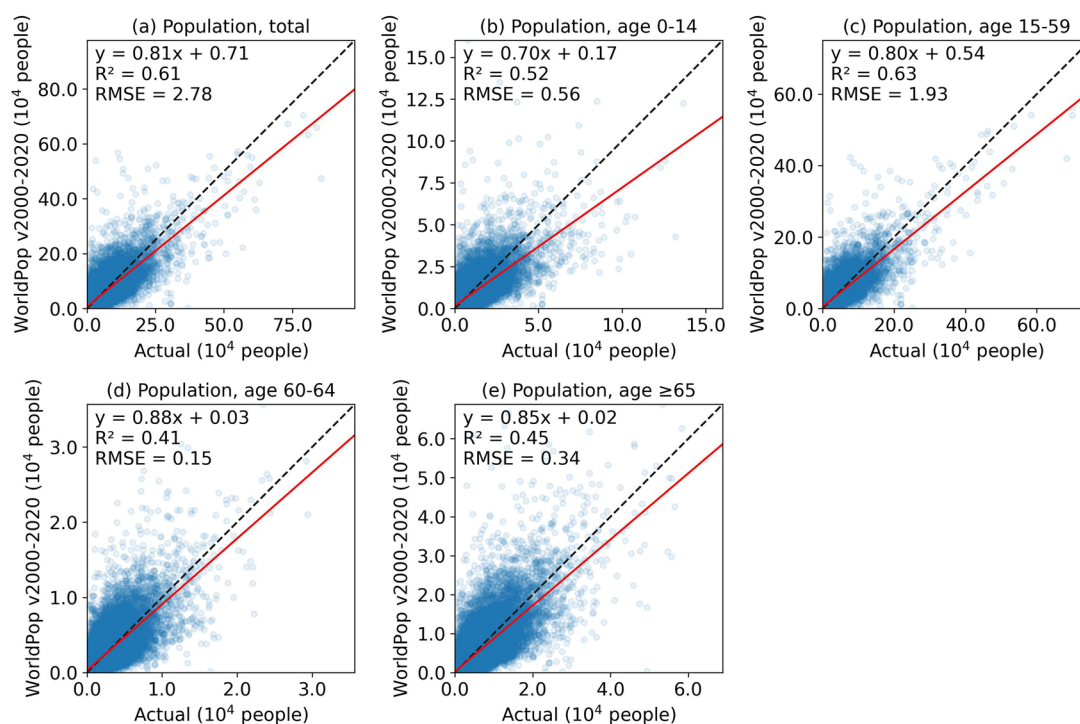 (a) Population, total
y = 0.81x + 0.71
R² = 0.61
RMSE = 2.78
WorldPop v2000-2020 (10⁴ people)
80.0
60.0
40.0
20.0
0.0
0.0 25.0 50.0 75.0
Actual (10⁴ people)
(b) Population, age 0-14
y = 0.70x + 0.17
R² = 0.52
RMSE = 0.56
WorldPop v2000-2020 (10⁴ people)
16.0
12.5
10.0
7.5
5.0
2.5
0.0
0.0 5.0 10.0 15.0
Actual (10⁴ people)
(c) Population, age 15-59
y = 0.80x + 0.54
R² = 0.63
RMSE = 1.93
WorldPop v2000-2020 (10⁴ people)
60.0
40.0
20.0
0.0
0.0 20.0 40.0 60.0
Actual (10⁴ people)
(d) Population, age 60-64
y = 0.88x + 0.03
R² = 0.41
RMSE = 0.15
WorldPop v2000-2020 (10⁴ people)
3.0
2.0
1.0
0.0
0.0 1.0 2.0 3.0
Actual (10⁴ people)
(e) Population, age ≥65
y = 0.85x + 0.02
R² = 0.45
RMSE = 0.34
WorldPop v2000-2020 (10⁴ people)
6.0
5.0
4.0
3.0
2.0
1.0
0.0
0.0 2.0 4.0 6.0
Actual (10⁴ people)